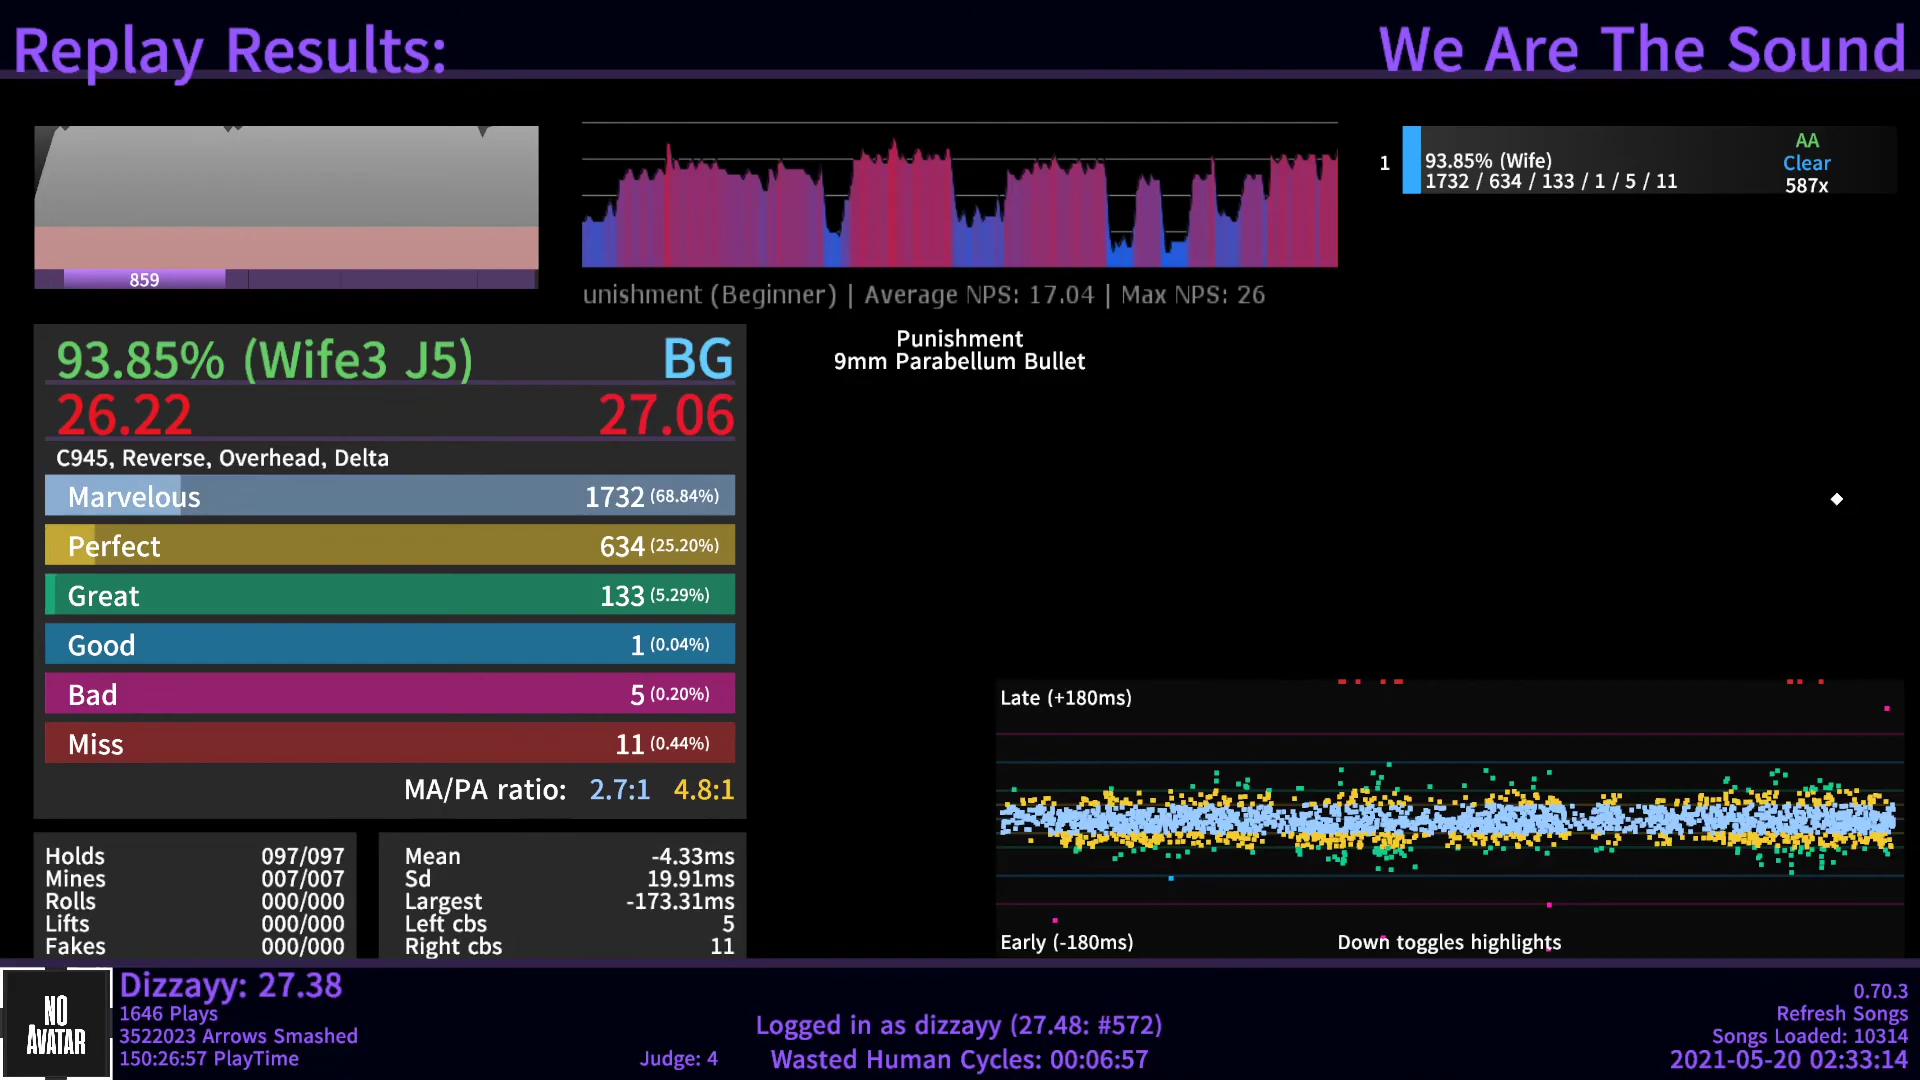 Replay Results:
We Are The Sound
859
unishment (Beginner) | Average NPS: 17.04 | Max NPS: 26
1
93.85% (Wife)
1732 / 634 / 133 / 1 / 5 / 11
AA
Clear
587x
Punishment
9mm Parabellum Bullet
93.85% (Wife3 J5)
BG
26.22
27.06
C945, Reverse, Overhead, Delta
Marvelous 1732 (68.84%)
Perfect 634 (25.20%)
Great 133 (5.29%)
Good 1 (0.04%)
Bad 5 (0.20%)
Miss 11 (0.44%)
MA/PA ratio: 2.7:1 4.8:1
Holds 097/097
Mines 007/007
Rolls 000/000
Lifts 000/000
Fakes 000/000
Mean -4.33ms
Sd 19.91ms
Largest -173.31ms
Left cbs 5
Right cbs 11
Late (+180ms)
Early (-180ms)
Down toggles highlights
NO
AVATAR
Dizzayy: 27.38
1646 Plays
3522023 Arrows Smashed
150:26:57 PlayTime
Judge: 4
Logged in as dizzayy (27.48: #572)
Wasted Human Cycles: 00:06:57
0.70.3
Refresh Songs
Songs Loaded: 10314
2021-05-20 02:33:14